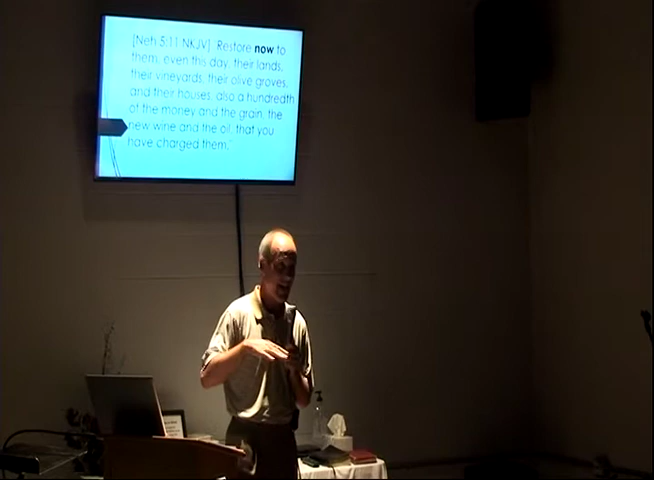 [Neh 5:11 NKJV] Restore now to
them, even this day, their lands,
their vineyards, their olive groves,
and their houses, also a hundredth
of the money and the grain, the
new wine and the oil, that you
have charged them."